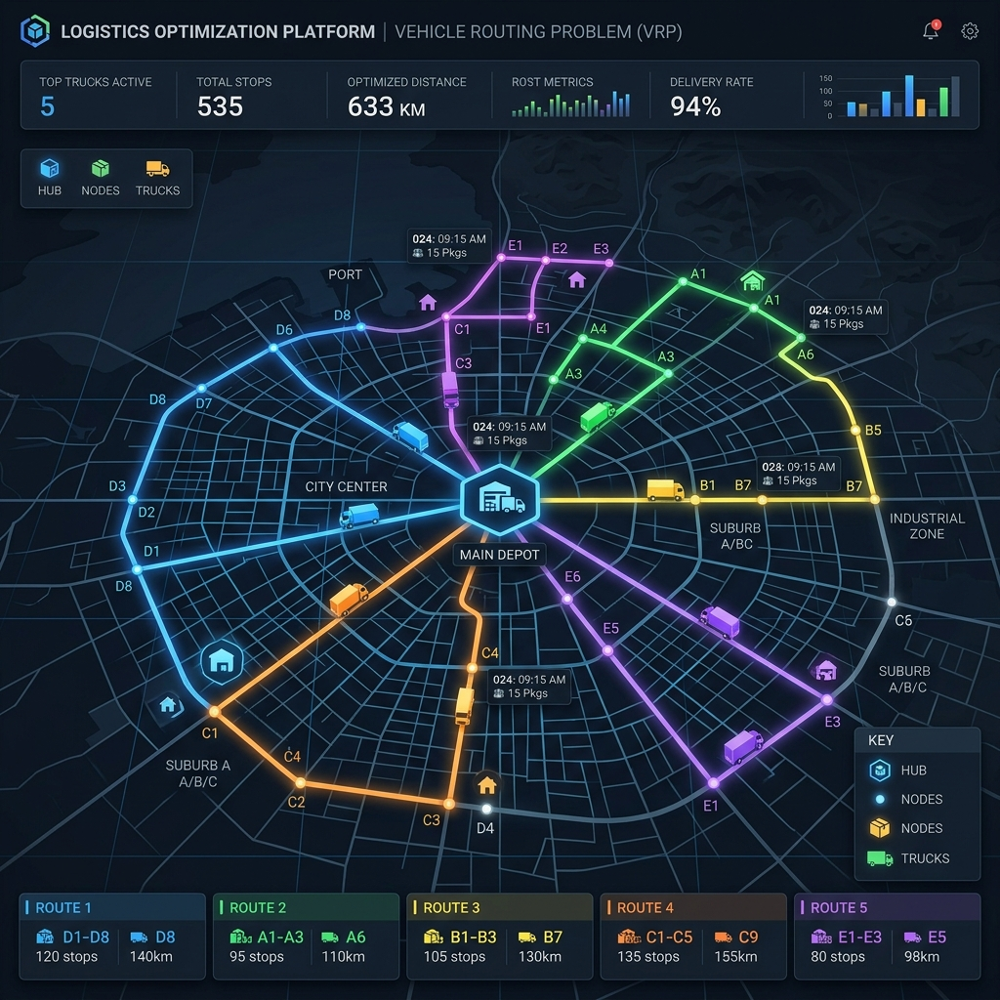 LOGISTICS OPTIMIZATION PLATFORM | VEHICLE ROUTING PROBLEM (VRP)
TOP TRUCKS ACTIVE
5
TOTAL STOPS
535
OPTIMIZED DISTANCE
633 KM
ROST METRICS
DELIVERY RATE
94%
150
100
50
0
HUB NODES TRUCKS
024: 09:15 AM
15 Pkgs
E1 E2 E3
PORT
A1
A1
D8
C1
E1
024: 09:15 AM
15 Pkgs
D6
A4
A6
C3
A3
A3
D8
D7
024: 09:15 AM
15 Pkgs
B5
CITY CENTER
D3
D2
028: 09:15 AM
15 Pkgs
B1 B7 B7
INDUSTRIAL
ZONE
SUBURB
A/BC
D1
MAIN DEPOT
D8
E6
C6
E5
C4
SUBURB
A/B/C
024: 09:15 AM
15 Pkgs
C1
E3
SUBURB A
A/B/C
C4
C2
C3
D4
E1
KEY
HUB
NODES
NODES
TRUCKS
ROUTE 1
D1-D8 D8
120 stops 140km
ROUTE 2
A1-A3 A6
95 stops 110km
ROUTE 3
B1-B3 B7
105 stops 130km
ROUTE 4
C1-C5 C9
135 stops 155km
ROUTE 5
E1-E3 E5
80 stops 98km